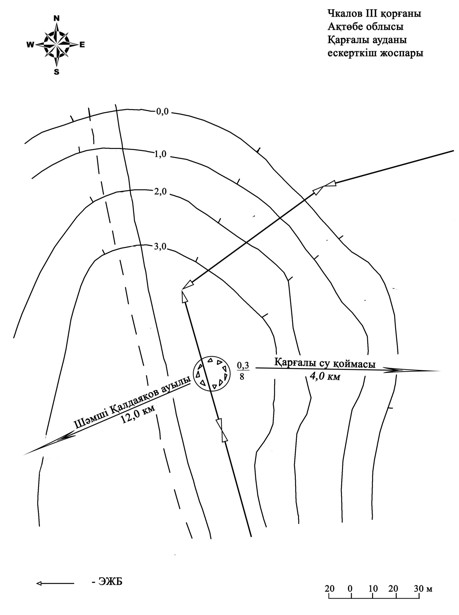 N
W E
S
Чкалов III қорғаны
Ақтөбе облысы
Қарғалы ауданы
ескерткіш жоспары
0,0
1,0
2,0
3,0
0,3
8
Қарғалы су қоймасы
4,0 км
Шәмші Қалдаяков ауылы
12,0 км
- ЭЖБ
20 0 10 20 30 м